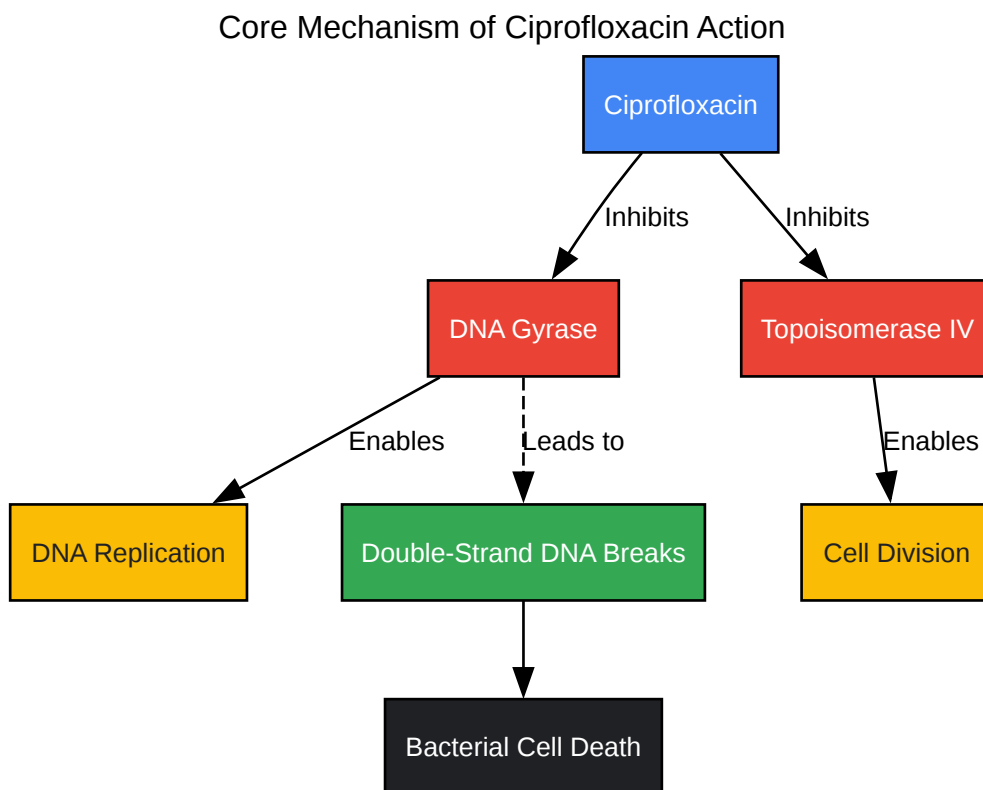 Core Mechanism of Ciprofloxacin Action
Ciprofloxacin
Inhibits
Inhibits
DNA Gyrase
Topoisomerase IV
Enables
Leads to
Enables
DNA Replication
Double-Strand DNA Breaks
Cell Division
Bacterial Cell Death